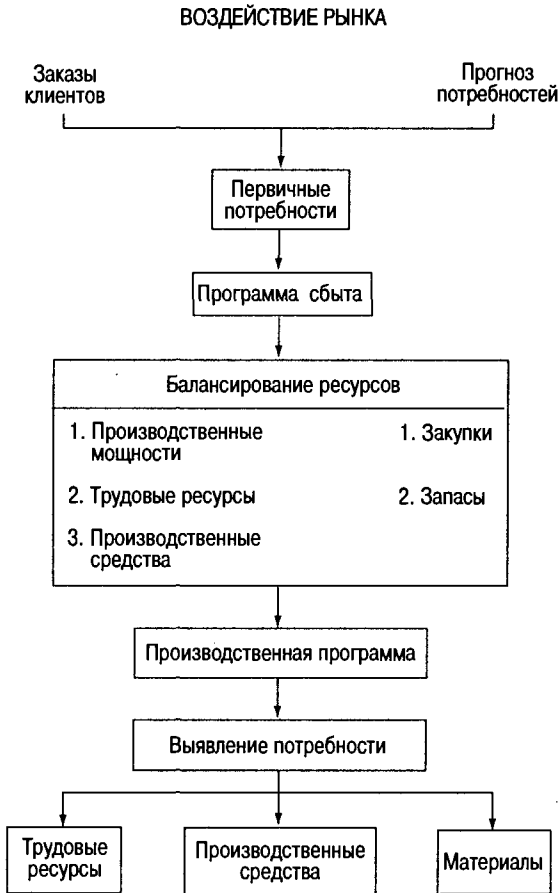 ВОЗДЕЙСТВИЕ РЫНКА
Заказы
клиентов
Прогноз
потребностей
Первичные
потребности
Программа сбыта
Балансирование ресурсов
1. Производственные
мощности
1. Закупки
2. Трудовые ресурсы
2. Запасы
3. Производственные
средства
Производственная программа
Выявление потребности
Трудовые
ресурсы
Производственные
средства
Материалы